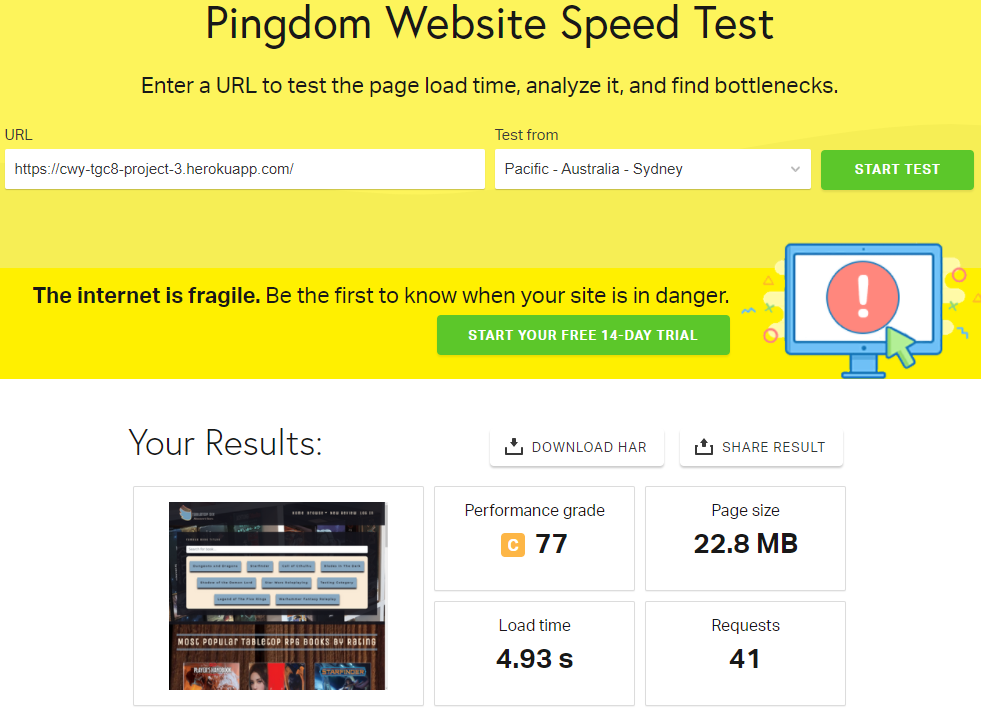 Pingdom Website Speed Test
Enter a URL to test the page load time, analyze it, and find bottlenecks.
URL
Test from
https://cwy-tgc8-project-3.herokuapp.com/
Pacific - Australia - Sydney
START TEST
The internet is fragile. Be the first to know when your site is in danger.
START YOUR FREE 14-DAY TRIAL
Your Results:
DOWNLOAD HAR
SHARE RESULT
Performance grade
C 77
Page size
22.8 MB
Load time
4.93 s
Requests
41
Most Popular Tabletop RPG Books By Rating
PLAYER'S HANDBOOK
STARFINDER